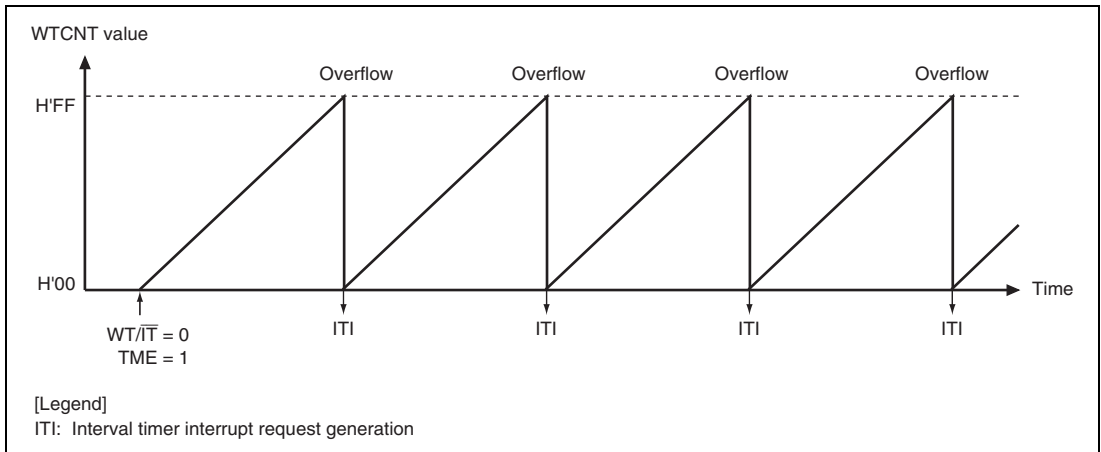 WTCNT value
Overflow Overflow Overflow Overflow
H'FF
H'00
Time
WT/I̅T̅ = 0
TME = 1
ITI ITI ITI ITI
[Legend]
ITI: Interval timer interrupt request generation